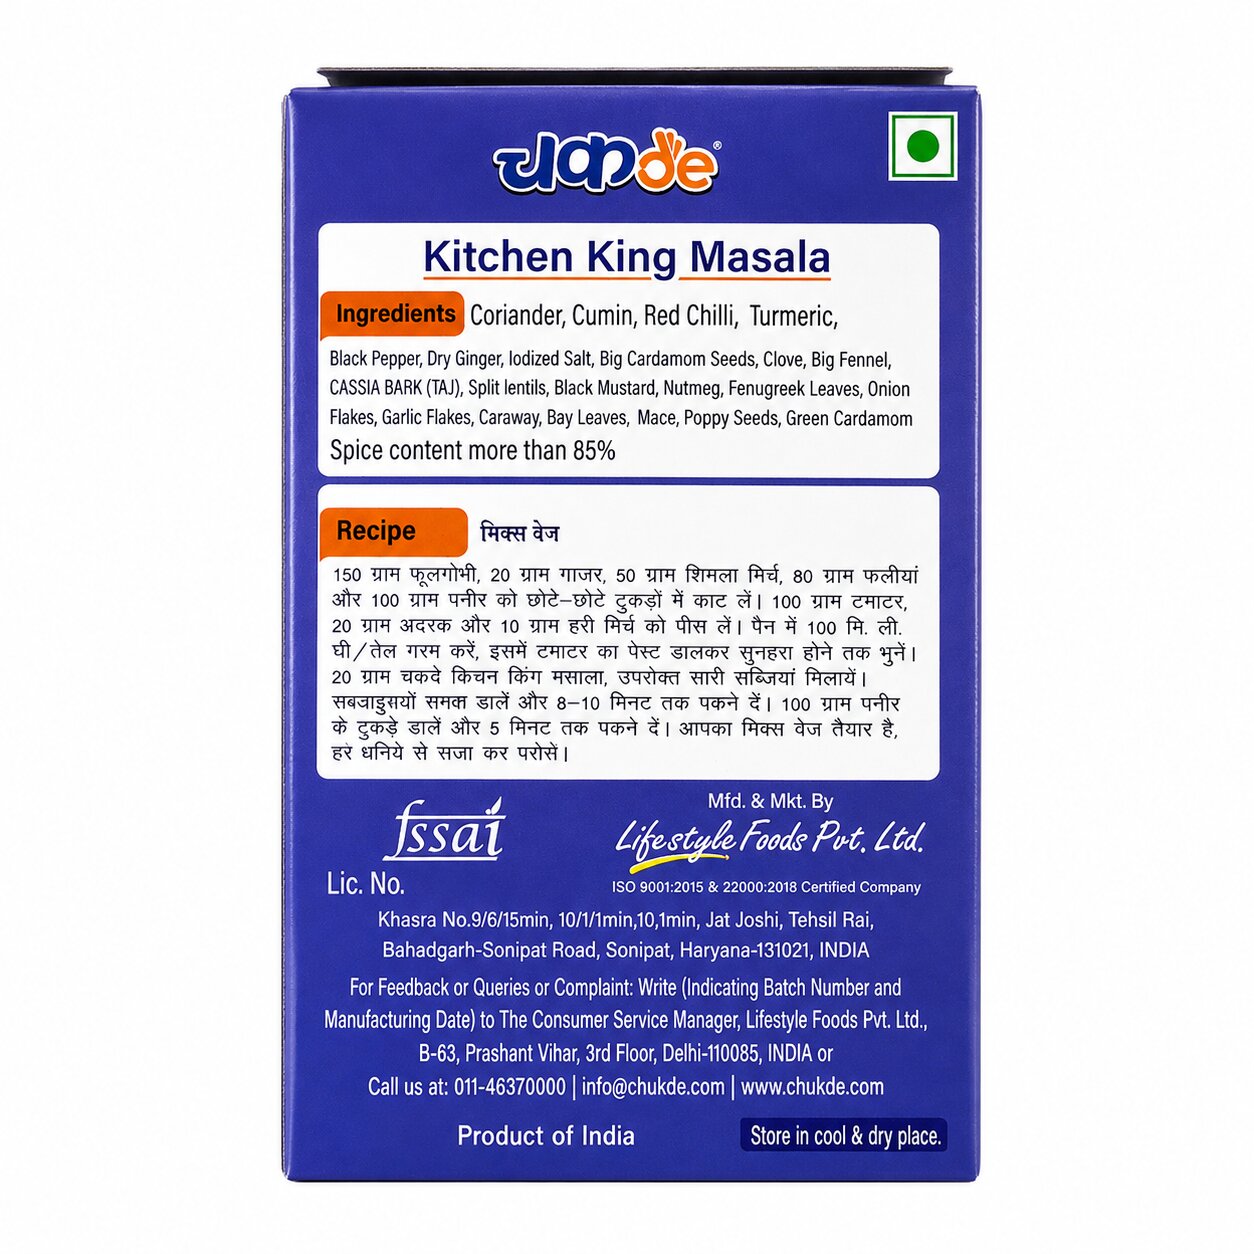 चकde®
Kitchen King Masala
Ingredients Coriander, Cumin, Red Chilli, Turmeric,
Black Pepper, Dry Ginger, Iodized Salt, Big Cardamom Seeds, Clove, Big Fennel,
CASSIA BARK (TAJ), Split lentils, Black Mustard, Nutmeg, Fenugreek Leaves, Onion
Flakes, Garlic Flakes, Caraway, Bay Leaves, Mace, Poppy Seeds, Green Cardamom
Spice content more than 85%
Recipe मिक्स वेज
150 ग्राम फूलगोभी, 20 ग्राम गाजर, 50 ग्राम शिमला मिर्च, 80 ग्राम फलीयां
और 100 ग्राम पनीर को छोटे-छोटे टुकड़ों में काट लें। 100 ग्राम टमाटर,
20 ग्राम अदरक और 10 ग्राम हरी मिर्च को पीस लें। पैन में 100 मि. ली.
घी/तेल गरम करें, इसमें टमाटर का पेस्ट डालकर सुनहरा होने तक भुनें।
20 ग्राम चकदे किचन किंग मसाला, उपरोक्त सारी सब्जियां मिलायें।
डालें और 8-10 मिनट तक पकने दें। 100 ग्राम पनीर
के टुकड़े डालें और 5 मिनट तक पकने दें। आपका मिक्स वेज तैयार है,
हरे धनिये से सजा कर परोसें।
fssai
Lic. No.
Mfd. & Mkt. By
Lifestyle Foods Pvt. Ltd.
ISO 9001:2015 & 22000:2018 Certified Company
Khasra No.9/6/15min, 10/1/1min,10,1min, Jat Joshi, Tehsil Rai,
Bahadgarh-Sonipat Road, Sonipat, Haryana-131021, INDIA
For Feedback or Queries or Complaint: Write (Indicating Batch Number and
Manufacturing Date) to The Consumer Service Manager, Lifestyle Foods Pvt. Ltd.,
B-63, Prashant Vihar, 3rd Floor, Delhi-110085, INDIA or
Call us at: 011-46370000 | info@chukde.com | www.chukde.com
Product of India
Store in cool & dry place.